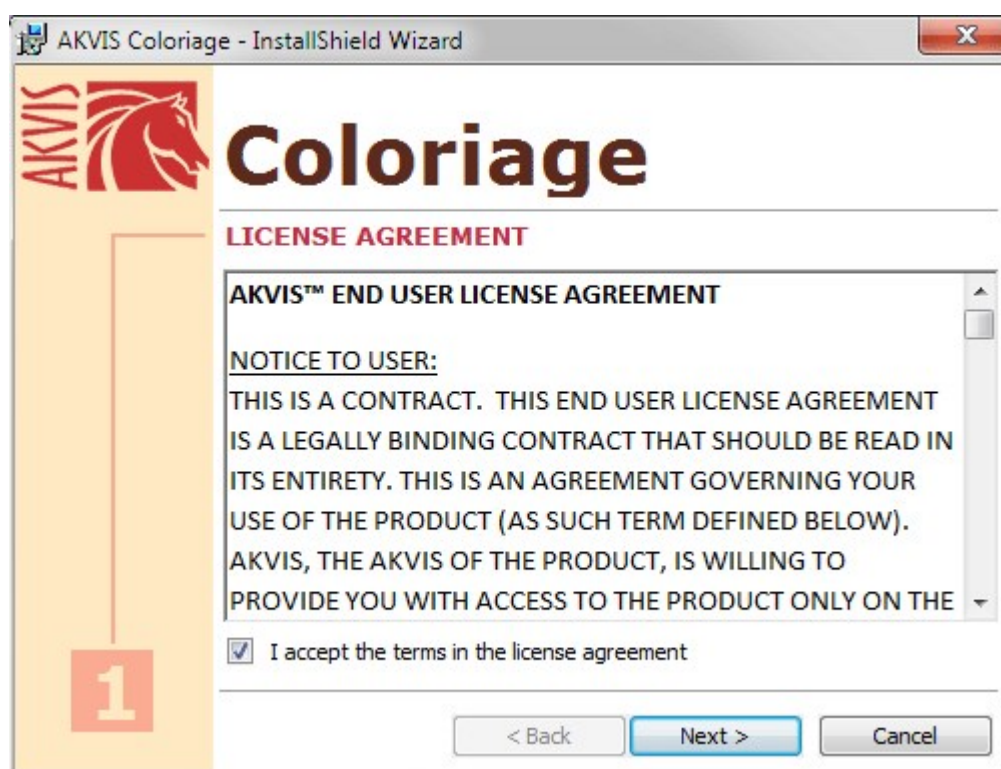 AKVIS Coloriage - InstallShield Wizard
AKVIS
Coloriage
LICENSE AGREEMENT
AKVIS™ END USER LICENSE AGREEMENT
NOTICE TO USER:
THIS IS A CONTRACT.  THIS END USER LICENSE AGREEMENT
IS A LEGALLY BINDING CONTRACT THAT SHOULD BE READ IN
ITS ENTIRETY. THIS IS AN AGREEMENT GOVERNING YOUR
USE OF THE PRODUCT (AS SUCH TERM DEFINED BELOW).
AKVIS, THE AKVIS OF THE PRODUCT, IS WILLING TO
PROVIDE YOU WITH ACCESS TO THE PRODUCT ONLY ON THE
I accept the terms in the license agreement
1
< Back
Next >
Cancel